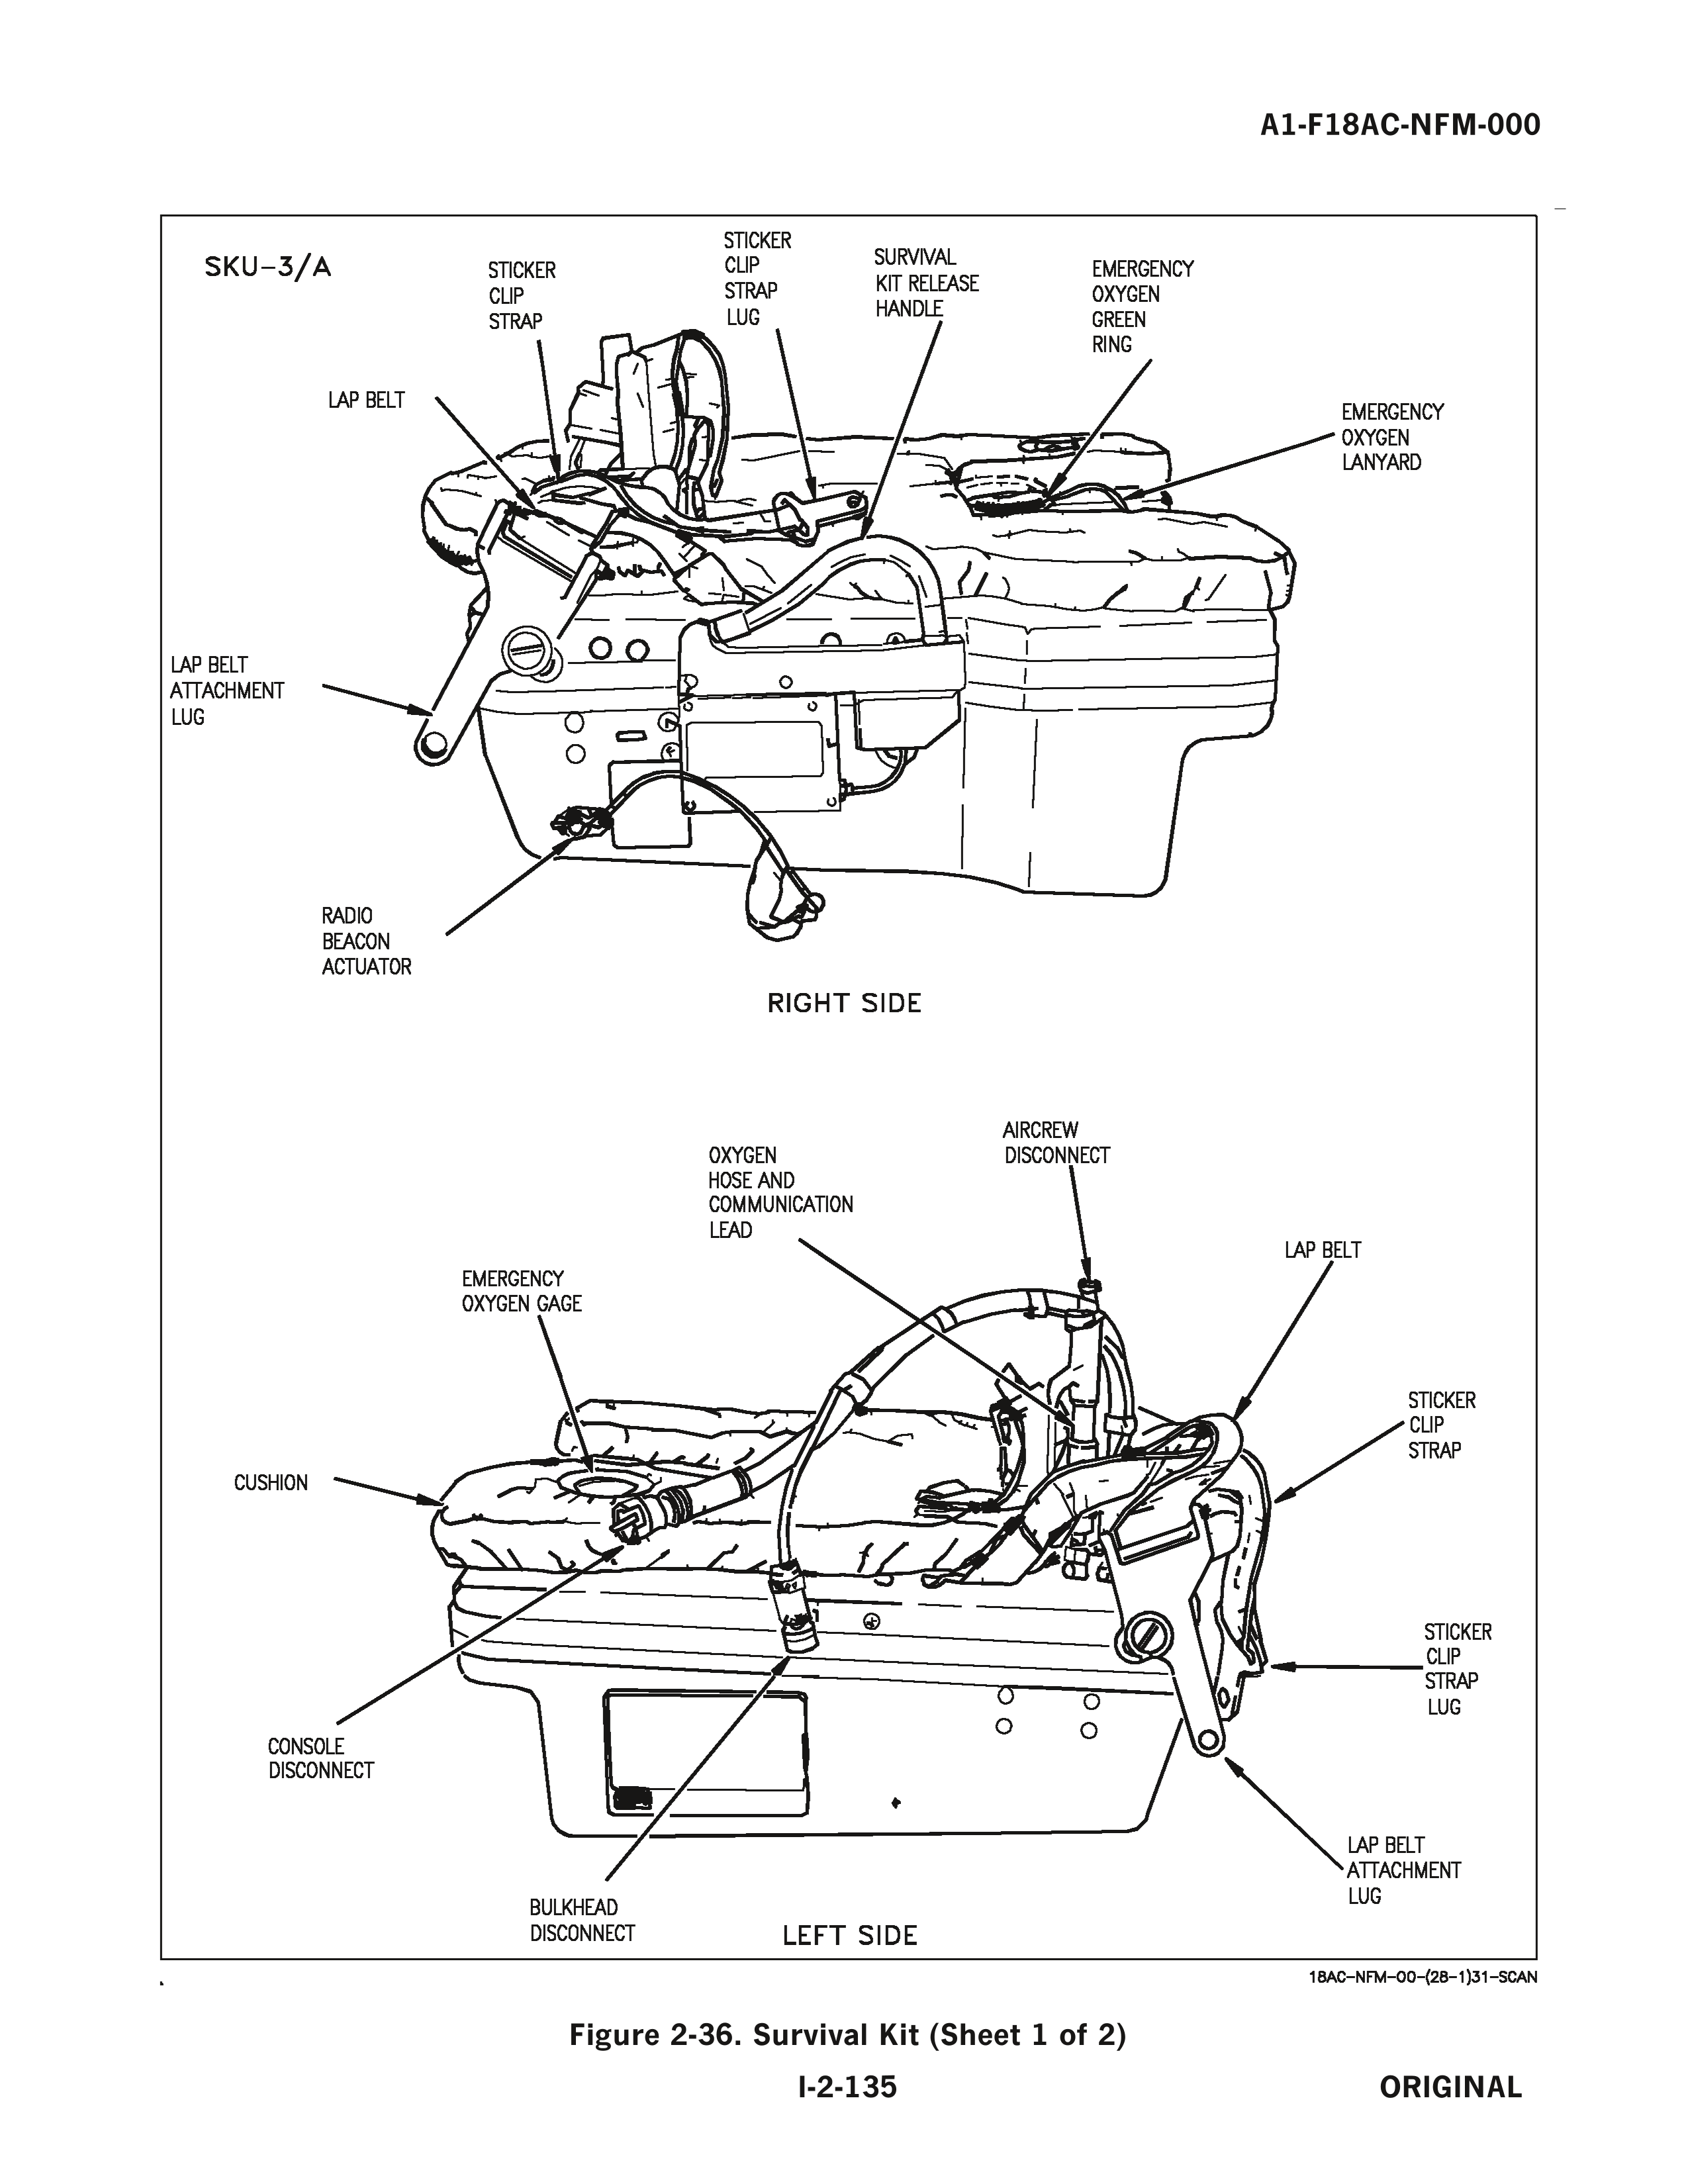 A1-F18AC-NFM-000
SKU-3/A
STICKER
CLIP
STRAP
STICKER
CLIP
STRAP
LUG
SURVIVAL
KIT RELEASE
HANDLE
EMERGENCY
OXYGEN
GREEN
RING
LAP BELT
EMERGENCY
OXYGEN
LANYARD
LAP BELT
ATTACHMENT
LUG
RADIO
BEACON
ACTUATOR
RIGHT SIDE
AIRCREW
DISCONNECT
OXYGEN
HOSE AND
COMMUNICATION
LEAD
LAP BELT
EMERGENCY
OXYGEN GAGE
STICKER
CLIP
STRAP
CUSHION
STICKER
CLIP
STRAP
LUG
CONSOLE
DISCONNECT
LAP BELT
ATTACHMENT
LUG
BULKHEAD
DISCONNECT
LEFT SIDE
18AC-NFM-00-(28-1)31-SCAN
Figure 2-36. Survival Kit (Sheet 1 of 2)
I-2-135
ORIGINAL